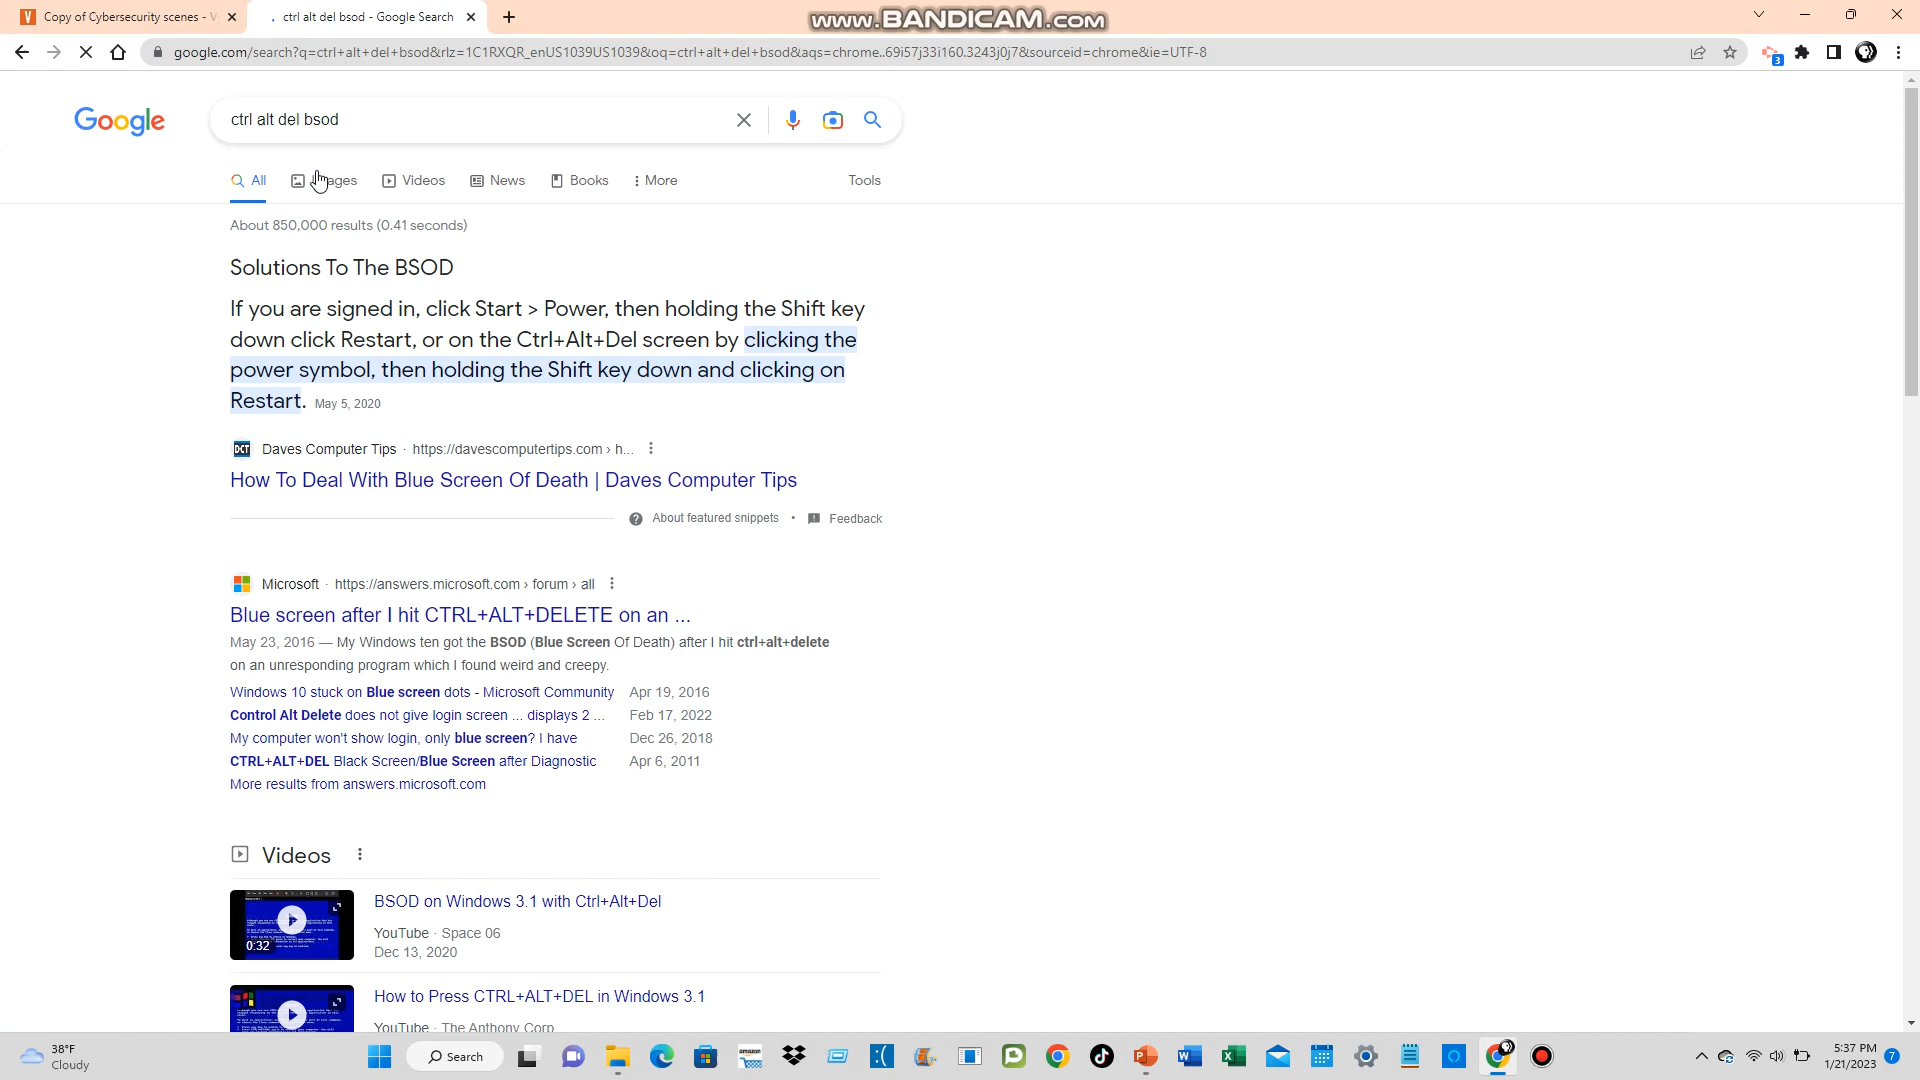 Copy of Cybersecurity scenes - V
ctrl alt del bsod - Google Search
www.BANDICAM.com
google.com/search?q=ctrl+alt+del+bsod&rlz=1C1RXQR_enUS1039US1039&oq=ctrl+alt+del+bsod&aqs=chrome..69i57j33i160.3243j0j7&sourceid=chrome&ie=UTF-8
3
Google
ctrl alt del bsod
All
Images
Videos
News
Books
More
Tools
About 850,000 results (0.41 seconds)
Solutions To The BSOD
If you are signed in, click Start > Power, then holding the Shift key
down click Restart, or on the Ctrl+Alt+Del screen by clicking the
power symbol, then holding the Shift key down and clicking on
Restart. May 5, 2020
DCT Daves Computer Tips · https://davescomputertips.com › h...
How To Deal With Blue Screen Of Death | Daves Computer Tips
About featured snippets • Feedback
Microsoft · https://answers.microsoft.com › forum › all
Blue screen after I hit CTRL+ALT+DELETE on an ...
May 23, 2016 — My Windows ten got the BSOD (Blue Screen Of Death) after I hit ctrl+alt+delete
on an unresponding program which I found weird and creepy.
Windows 10 stuck on Blue screen dots - Microsoft Community Apr 19, 2016
Control Alt Delete does not give login screen ... displays 2 ... Feb 17, 2022
My computer won't show login, only blue screen? I have Dec 26, 2018
CTRL+ALT+DEL Black Screen/Blue Screen after Diagnostic Apr 6, 2011
More results from answers.microsoft.com
Videos
BSOD on Windows 3.1 with Ctrl+Alt+Del
0:32
YouTube · Space 06
Dec 13, 2020
How to Press CTRL+ALT+DEL in Windows 3.1
YouTube · The Anthony Corp
38°F
Cloudy
Search
5:37 PM
1/21/2023
7